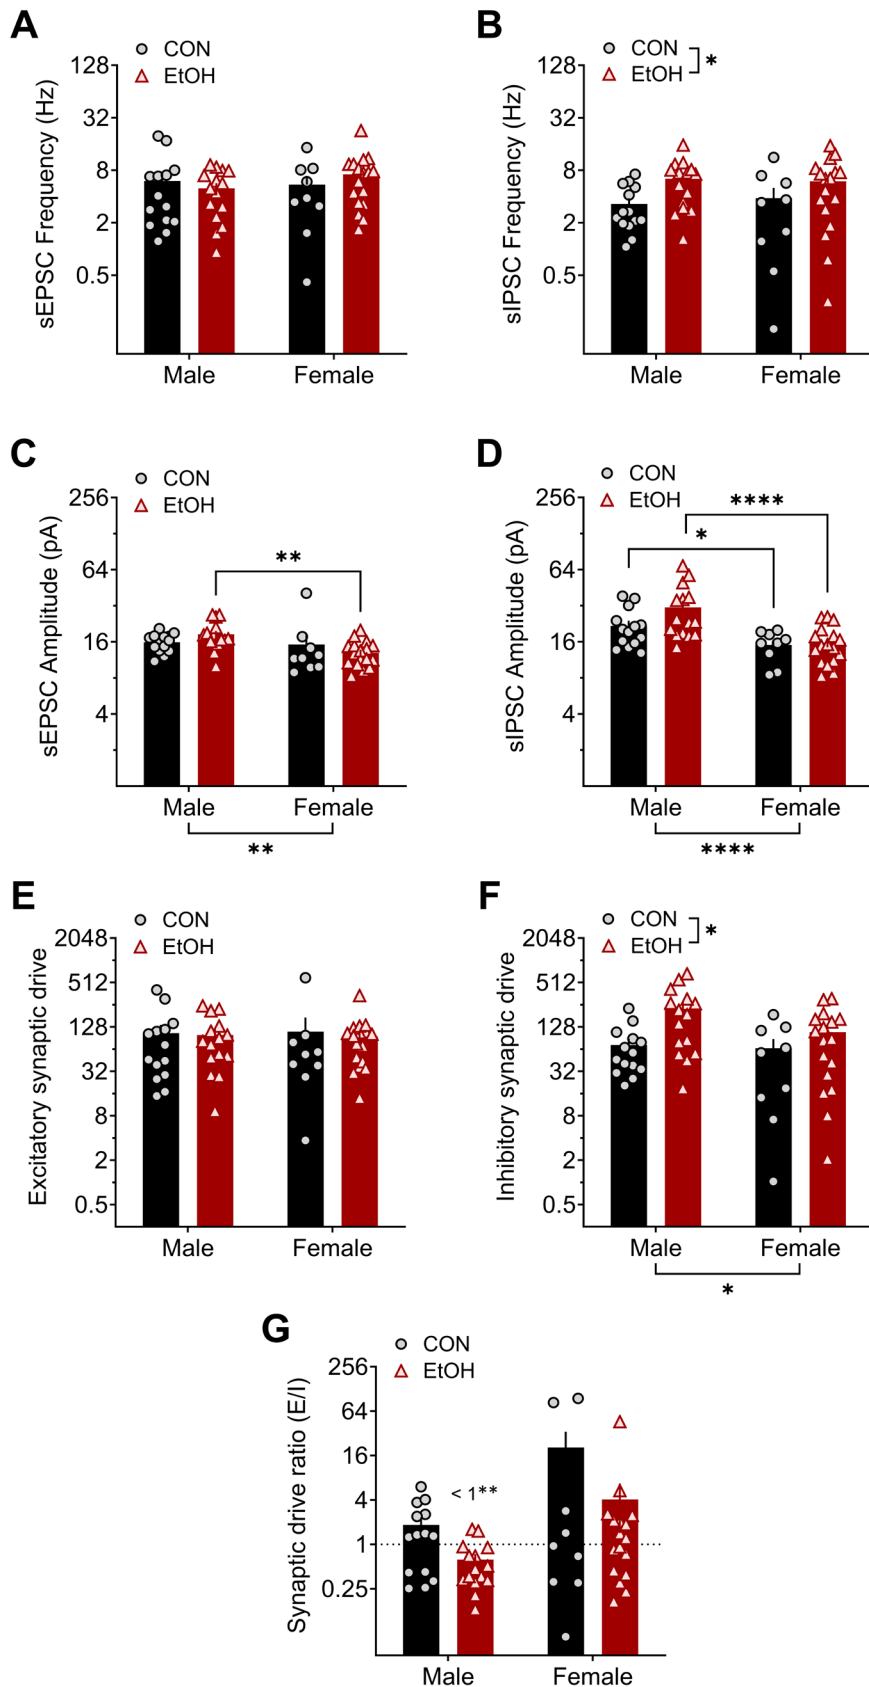 A
CON
EtOH
sEPSC Frequency (Hz)
128
32
8
2
0.5
Male
Female
B
CON
EtOH
*
sIPSC Frequency (Hz)
128
32
8
2
0.5
Male
Female
C
CON
EtOH
sEPSC Amplitude (pA)
256
64
16
4
**
Male
Female
**
D
CON
EtOH
sIPSC Amplitude (pA)
256
64
16
4
****
*
Male
Female
****
E
CON
EtOH
Excitatory synaptic drive
2048
512
128
32
8
2
0.5
Male
Female
F
CON
EtOH
*
Inhibitory synaptic drive
2048
512
128
32
8
2
0.5
Male
Female
*
G
CON
EtOH
Synaptic drive ratio (E/I)
256
64
16
4
1
0.25
< 1**
Male
Female